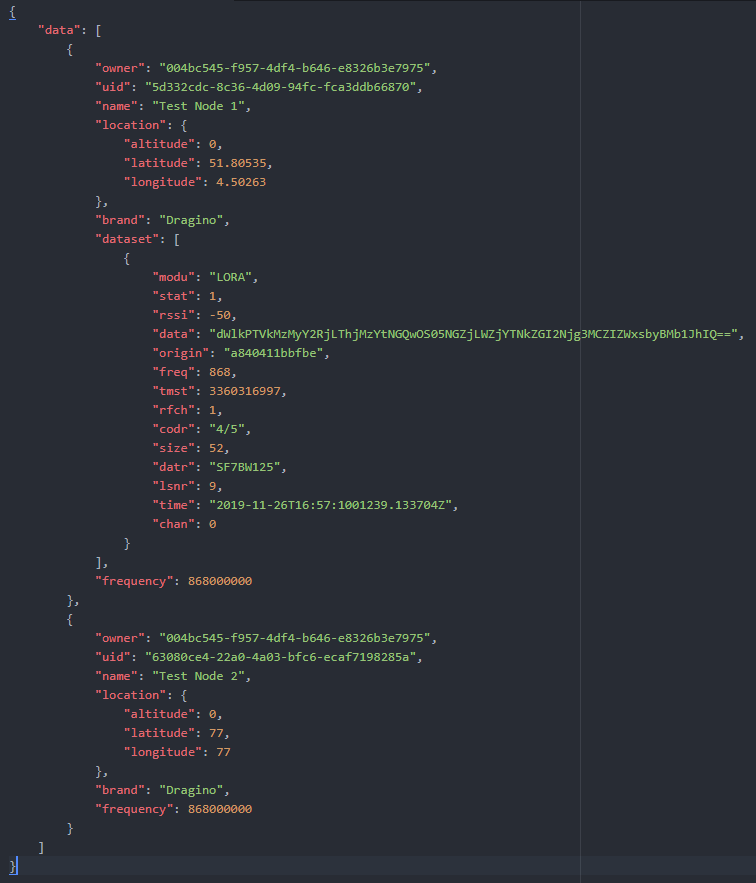 {
    "data": [
        {
            "owner": "004bc545-f957-4df4-b646-e8326b3e7975",
            "uid": "5d332cdc-8c36-4d09-94fc-fca3ddb66870",
            "name": "Test Node 1",
            "location": {
                "altitude": 0,
                "latitude": 51.80535,
                "longitude": 4.50263
            },
            "brand": "Dragino",
            "dataset": [
                {
                    "modu": "LORA",
                    "stat": 1,
                    "rssi": -50,
                    "data": "dWlkPTVkMzMyY2RjLThjMzYtNGQwOS05NGZjLWZjYTNkZGI2Njg3MCZIZWxsbyBMb1JhIQ==",
                    "origin": "a840411bbfbe",
                    "freq": 868,
                    "tmst": 3360316997,
                    "rfch": 1,
                    "codr": "4/5",
                    "size": 52,
                    "datr": "SF7BW125",
                    "lsnr": 9,
                    "time": "2019-11-26T16:57:1001239.133704Z",
                    "chan": 0
                }
            ],
            "frequency": 868000000
        },
        {
            "owner": "004bc545-f957-4df4-b646-e8326b3e7975",
            "uid": "63080ce4-22a0-4a03-bfc6-ecaf7198285a",
            "name": "Test Node 2",
            "location": {
                "altitude": 0,
                "latitude": 77,
                "longitude": 77
            },
            "brand": "Dragino",
            "frequency": 868000000
        }
    ]
}